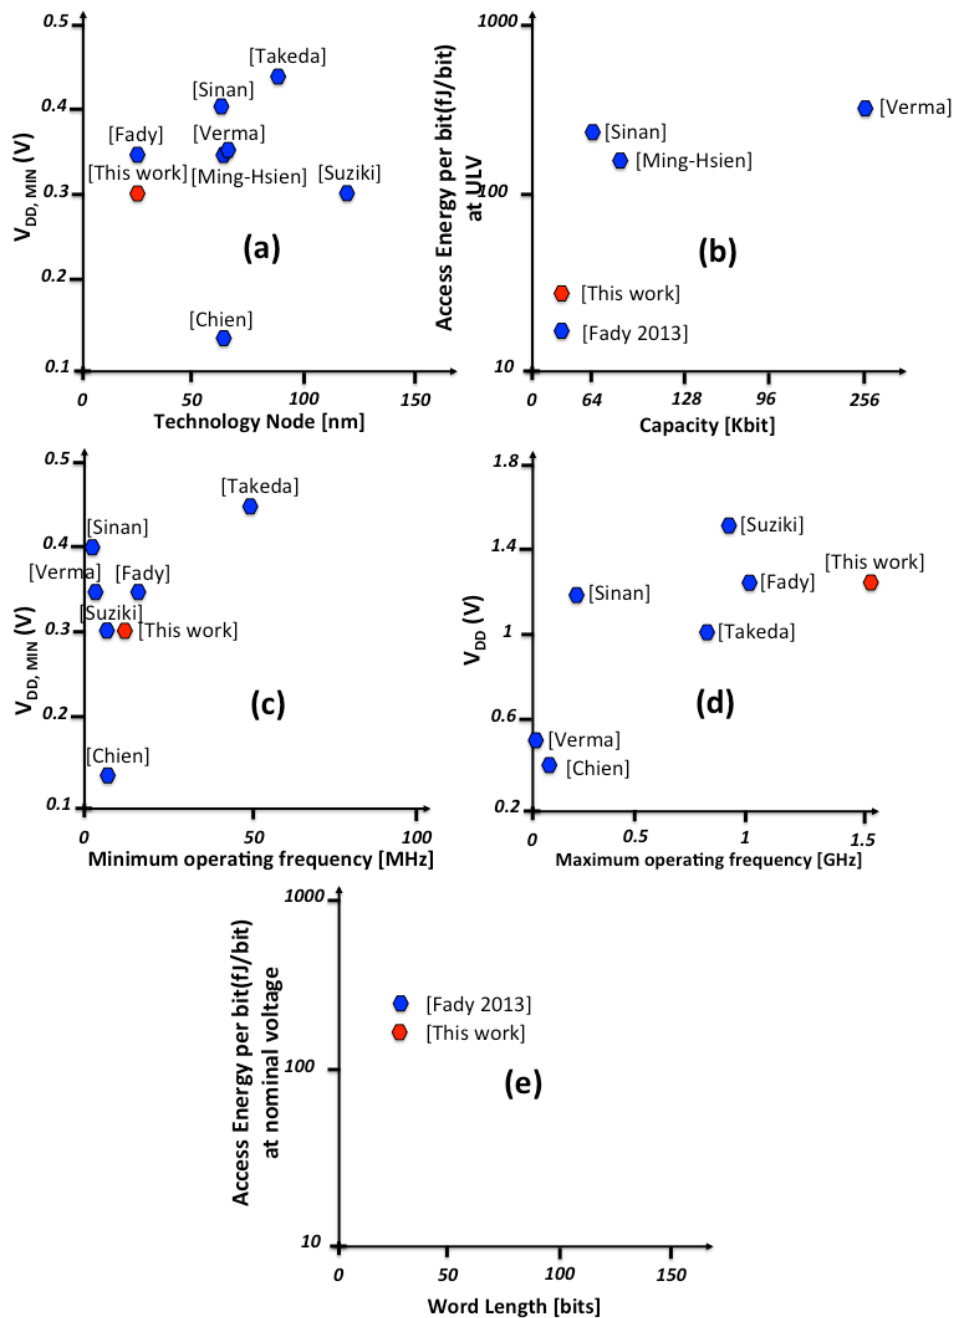 0.5
[Takeda]
[Sinan]
0.4
[Fady]
[Verma]
[This work]
[Ming-Hsien]
[Suziki]
0.3
(a)
0.2
[Chien]
0.1
0 50 100 150
Technology Node [nm]
VDD, MIN (V)
1000
[Verma]
[Sinan]
[Ming-Hsien]
100
(b)
[This work]
[Fady 2013]
10
0 64 128 96 256
Capacity [Kbit]
Access Energy per bit(fJ/bit)
at ULV
0.5
[Takeda]
[Sinan]
0.4
[Verma]
[Fady]
[Suziki]
0.3
[This work]
(c)
0.2
[Chien]
0.1
0 50 100
Minimum operating frequency [MHz]
VDD, MIN (V)
1.8
[Suziki]
1.4
[This work]
[Fady]
[Sinan]
1
[Takeda]
(d)
0.6
[Verma]
[Chien]
0.2
0 0.5 1 1.5
Maximum operating frequency [GHz]
VDD (V)
1000
[Fady 2013]
[This work]
100
(e)
10
0 50 100 150
Word Length [bits]
Access Energy per bit(fJ/bit)
at nominal voltage